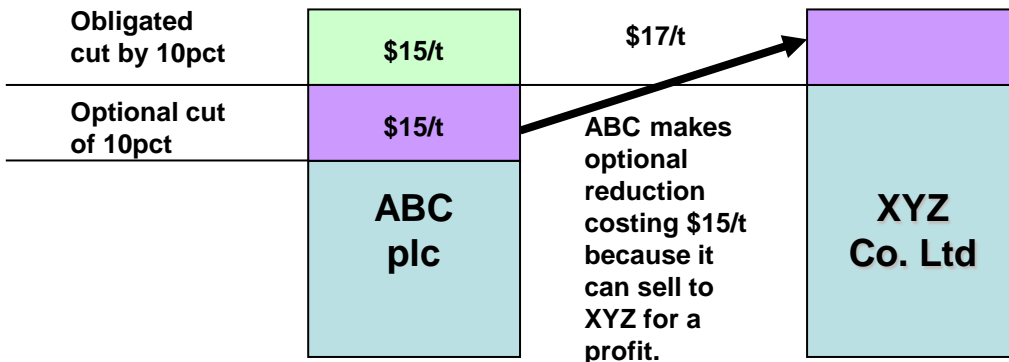 Obligated
cut by 10pct
$15/t
$17/t
Optional cut
of 10pct
$15/t
ABC makes
optional
reduction
costing $15/t
because it
can sell to
XYZ for a
profit.
ABC
plc
XYZ
Co. Ltd